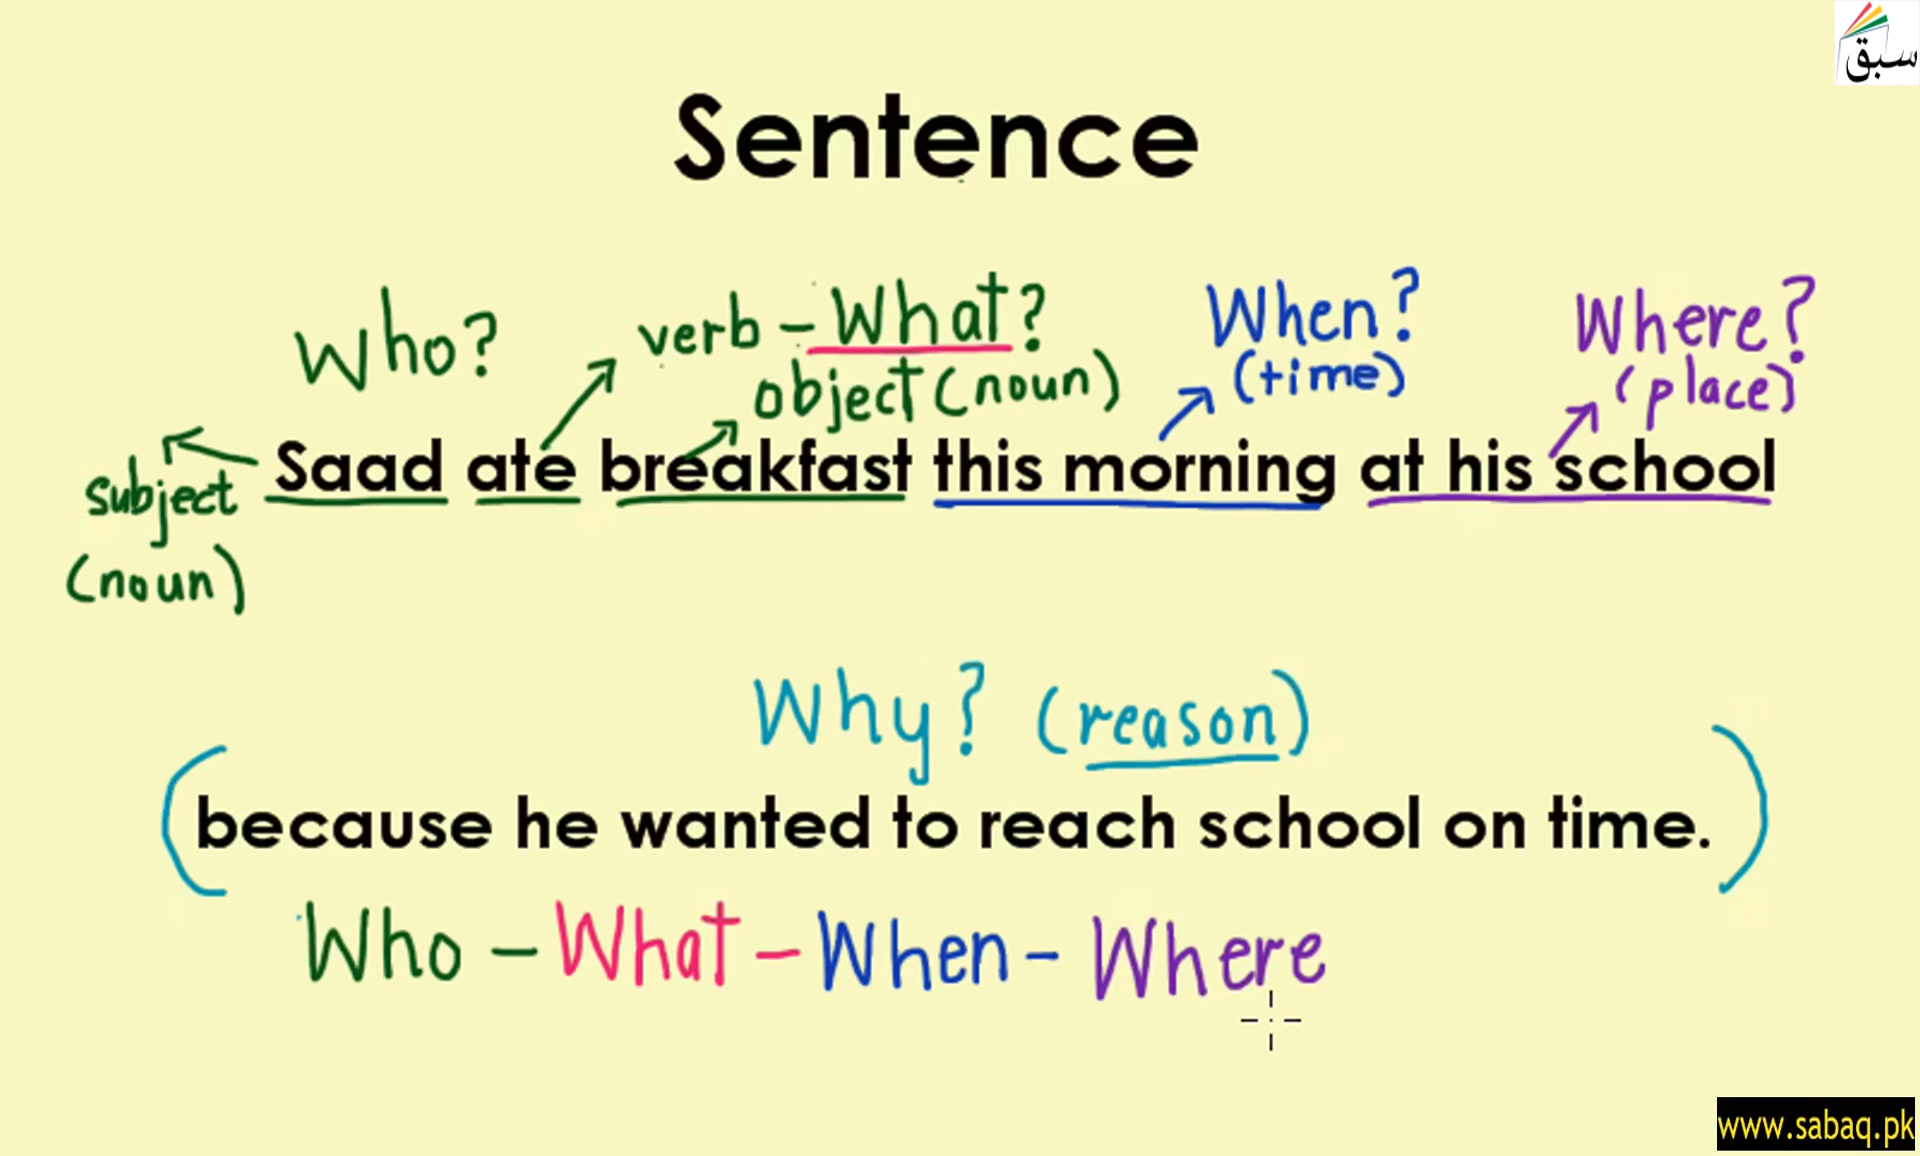 سبق
Sentence
Who? verb - What? When? Where?
object (noun) (time) (place)
Saad ate breakfast this morning at his school
subject
(noun)
Why? (reason)
(because he wanted to reach school on time.)
Who - What - When - Where
www.sabaq.pk